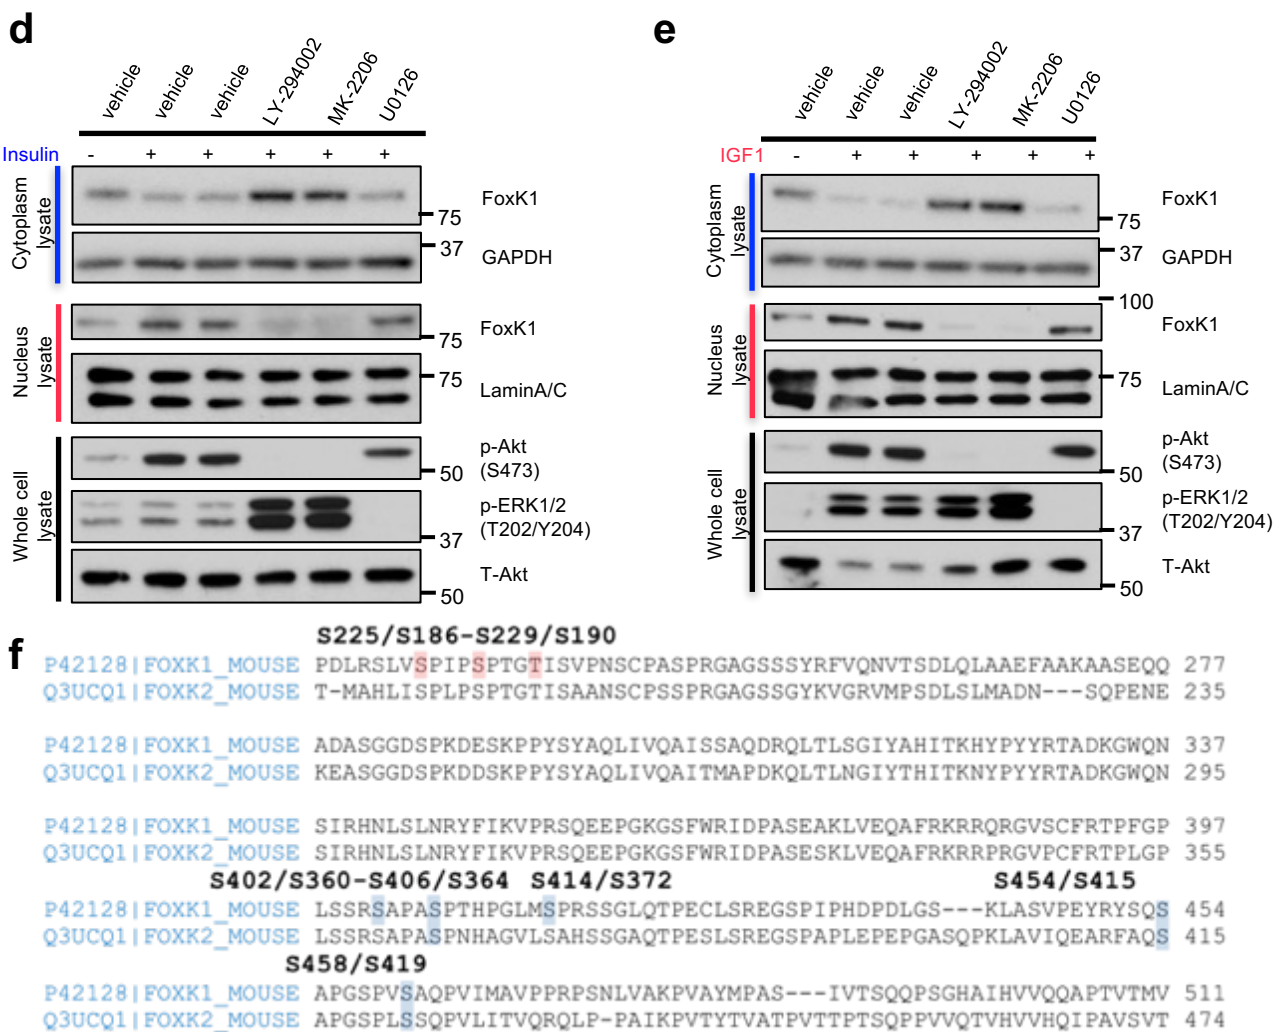 d
vehicle vehicle vehicle LY-294002 MK-2206 U0126
Insulin - + + + + +
Cytoplasm lysate
FoxK1
75
37
GAPDH
Nucleus lysate
FoxK1
75
75
LaminA/C
Whole cell lysate
p-Akt
(S473)
50
p-ERK1/2
(T202/Y204)
37
T-Akt
50
e
vehicle vehicle vehicle LY-294002 MK-2206 U0126
IGF1 - + + + + +
Cytoplasm lysate
FoxK1
75
37
GAPDH
100
Nucleus lysate
FoxK1
75
LaminA/C
Whole cell lysate
p-Akt
(S473)
50
p-ERK1/2
(T202/Y204)
37
T-Akt
50
f
S225/S186-S229/S190
P42128|FOXK1_MOUSE PDLRSLVSPIPSPTGTISVPNSCPASPRGAGSSSYRFVQNVTSDLQLAAEFAAKAASEQQ 277
Q3UCQ1|FOXK2_MOUSE T-MAHLISPLPSPTGTISAANSCPSSPRGAGSSGYKVGRVMPSDLSLMADN---SQPENE 235
P42128|FOXK1_MOUSE ADASGGDSPKDESKPPYSYAQLIVQAISSAQDRQLTLSGIYAHITKHYPYYRTADKGWQN 337
Q3UCQ1|FOXK2_MOUSE KEASGGDSPKDDSKPPYSYAQLIVQAITMAPDKQLTLNGIYTHITKNYPYYRTADKGWQN 295
P42128|FOXK1_MOUSE SIRHNLSLNRYFIKVPRSQEEPGKGSFWRIDPASEAKLVEQAFRKRRQRGVSCFRTPFGP 397
Q3UCQ1|FOXK2_MOUSE SIRHNLSLNRYFIKVPRSQEEPGKGSFWRIDPASESKLVEQAFRKRRPRGVPCFRTPLGP 355
S402/S360-S406/S364 S414/S372 S454/S415
P42128|FOXK1_MOUSE LSSRSAPASPTHPGLMSPRSSGLQTPECLSREGSPIPHDPDLGS---KLASVPEYRYSQS 454
Q3UCQ1|FOXK2_MOUSE LSSRSAPASPNHAGVLSAHSSGAQTPESLSREGSPAPLEPEPGASQPKLAVIQEARFAQS 415
S458/S419
P42128|FOXK1_MOUSE APGSPVSAQPVIMAVPPRPSNLVAKPVAYMPAS---IVTSQQPSGHAIHVVQQAPTVTMV 511
Q3UCQ1|FOXK2_MOUSE APGSPLSSQPVLITVQRQLP-PAIKPVTYTVATPVTTPTSQPPVVQTVHVVHQIPAVSVT 474